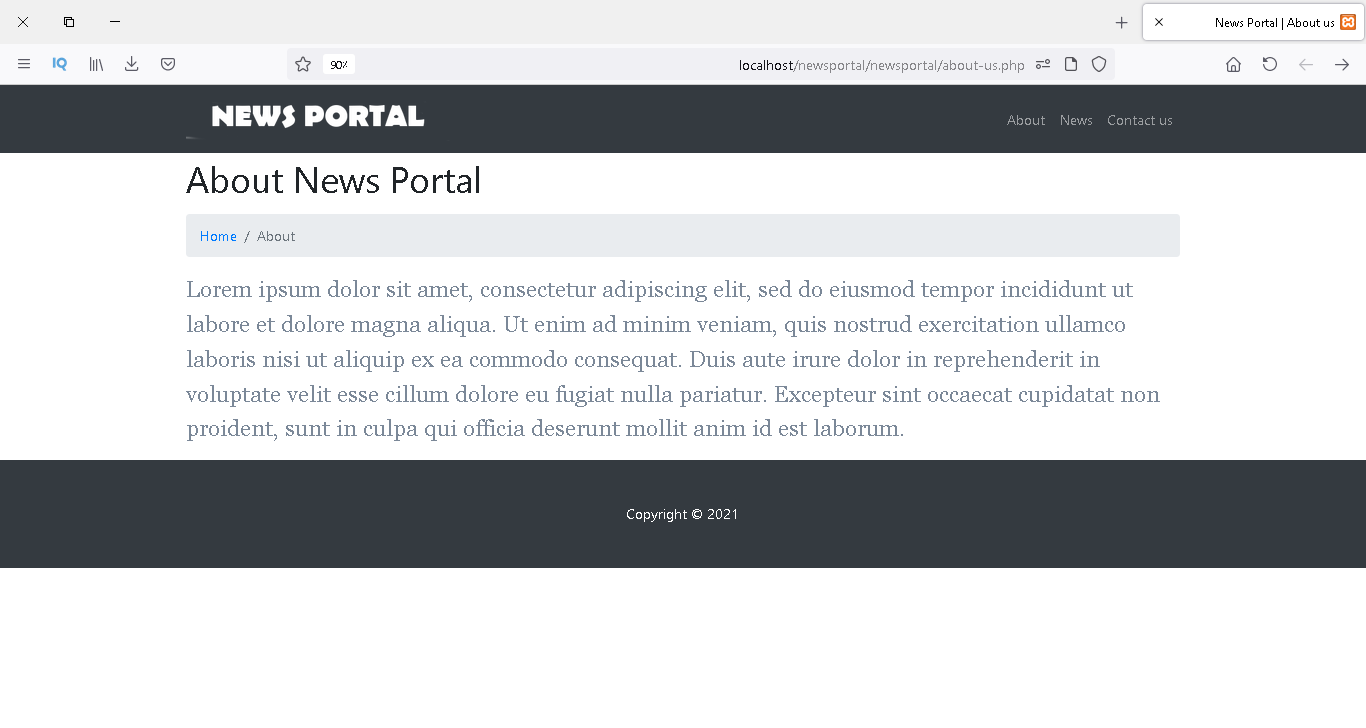 News Portal | About us
90%
localhost/newsportal/newsportal/about-us.php
NEWS PORTAL
About News Contact us
About News Portal
Home / About
Lorem ipsum dolor sit amet, consectetur adipiscing elit, sed do eiusmod tempor incididunt ut
labore et dolore magna aliqua. Ut enim ad minim veniam, quis nostrud exercitation ullamco
laboris nisi ut aliquip ex ea commodo consequat. Duis aute irure dolor in reprehenderit in
voluptate velit esse cillum dolore eu fugiat nulla pariatur. Excepteur sint occaecat cupidatat non
proident, sunt in culpa qui officia deserunt mollit anim id est laborum.
Copyright © 2021